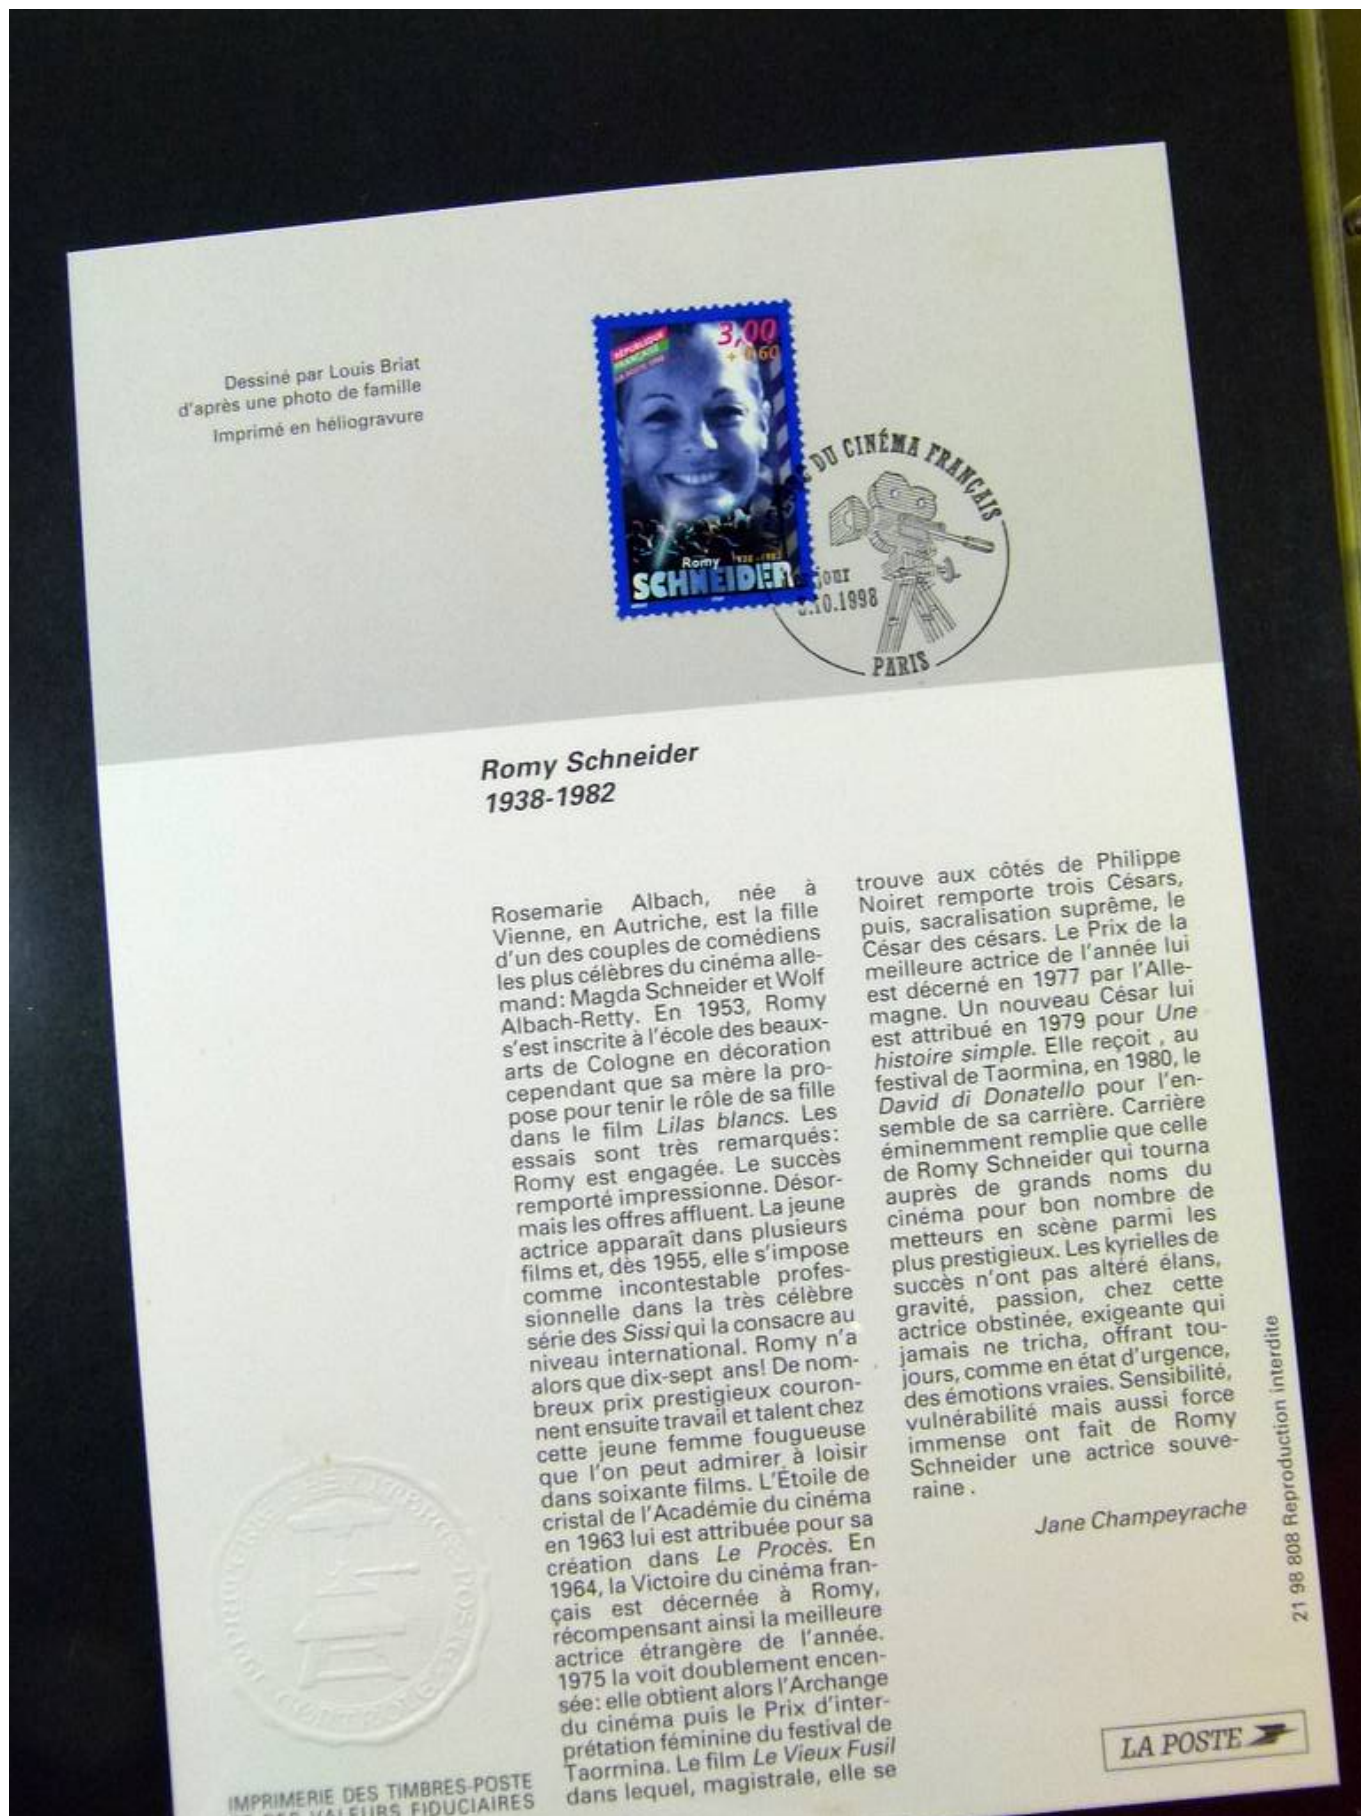 Dessiné par Louis Briat
d'après une photo de famille
Imprimé en héliogravure
RÉPUBLIQUE
FRANÇAISE
3,00
+ 0,60
Romy
SCHNEIDER
DU CINÉMA FRANÇAIS
jour
.10.1998
PARIS
Romy Schneider
1938-1982
Rosemarie Albach, née à
Vienne, en Autriche, est la fille
d'un des couples de comédiens
les plus célèbres du cinéma alle-
mand: Magda Schneider et Wolf
Albach-Retty. En 1953, Romy
s'est inscrite à l'école des beaux-
arts de Cologne en décoration
cependant que sa mère la pro-
pose pour tenir le rôle de sa fille
dans le film Lilas blancs. Les
essais sont très remarqués:
Romy est engagée. Le succès
remporté impressionne. Désor-
mais les offres affluent. La jeune
actrice apparaît dans plusieurs
films et, dès 1955, elle s'impose
comme incontestable profes-
sionnelle dans la très célèbre
série des Sissi qui la consacre au
niveau international. Romy n'a
alors que dix-sept ans! De nom-
breux prix prestigieux couron-
nent ensuite travail et talent chez
cette jeune femme fougueuse
que l'on peut admirer à loisir
dans soixante films. L'Étoile de
cristal de l'Académie du cinéma
en 1963 lui est attribuée pour sa
création dans Le Procès. En
1964, la Victoire du cinéma fran-
çais est décernée à Romy,
récompensant ainsi la meilleure
actrice étrangère de l'année.
1975 la voit doublement encen-
sée: elle obtient alors l'Archange
du cinéma puis le Prix d'inter-
prétation féminine du festival de
Taormina. Le film Le Vieux Fusil
dans lequel, magistrale, elle se
trouve aux côtés de Philippe
Noiret remporte trois Césars,
puis, sacralisation suprême, le
César des césars. Le Prix de la
meilleure actrice de l'année lui
est décerné en 1977 par l'Alle-
magne. Un nouveau César lui
est attribué en 1979 pour Une
histoire simple. Elle reçoit , au
festival de Taormina, en 1980, le
David di Donatello pour l'en-
semble de sa carrière. Carrière
éminemment remplie que celle
de Romy Schneider qui tourna
auprès de grands noms du
cinéma pour bon nombre de
metteurs en scène parmi les
plus prestigieux. Les kyrielles de
succès n'ont pas altéré élans,
gravité, passion, chez cette
actrice obstinée, exigeante qui
jamais ne tricha, offrant tou-
jours, comme en état d'urgence,
des émotions vraies. Sensibilité,
vulnérabilité mais aussi force
immense ont fait de Romy
Schneider une actrice souve-
raine .
Jane Champeyrache
21 98 808 Reproduction interdite
LA POSTE
IMPRIMERIE DES TIMBRES-POSTE
ET DES VALEURS FIDUCIAIRES